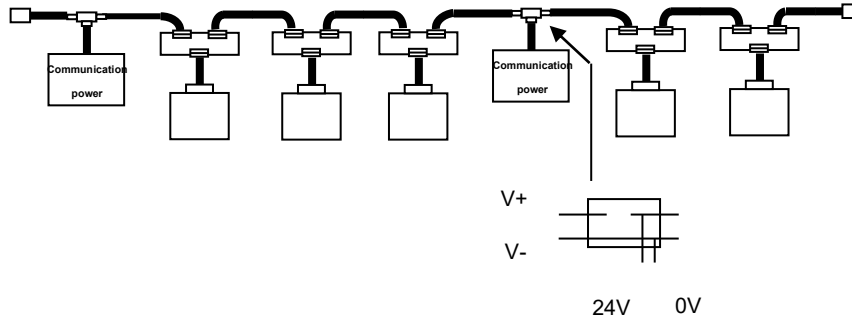 Communication
power
Communication
power
V+
V-
24V
0V